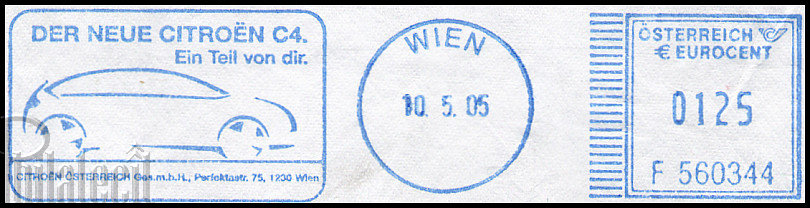 DER NEUE CITROËN C4.
Ein Teil von dir.
CITROËN ÖSTERREICH Ges.m.b.H., Perfektastr. 75, 1230 Wien
WIEN
10. 5. 05
ÖSTERREICH
€ EUROCENT
0125
F 560344